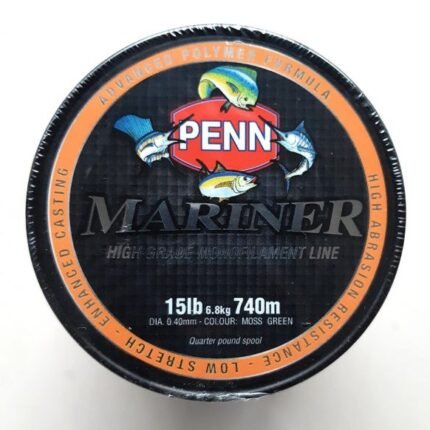 ADVANCED POLYMER FORMULA
PENN
MARINER
HIGH GRADE MONOFILAMENT LINE
15lb 6.8kg 740m
DIA. 0.40mm - COLOUR: MOSS GREEN
Quarter pound spool
HIGH ABRASION RESISTANCE - LOW STRETCH - ENHANCED CASTING